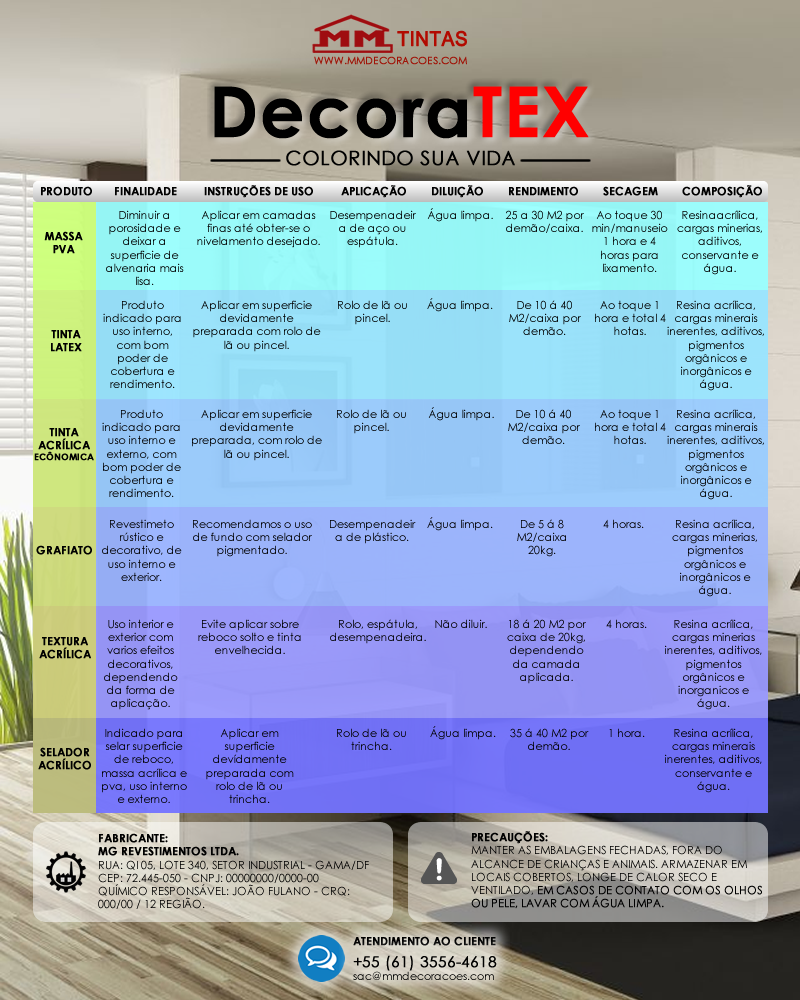 MM TINTAS
WWW.MMDECORACOES.COM
DecoraTEX
COLORINDO SUA VIDA
PRODUTO FINALIDADE INSTRUÇÕES DE USO APLICAÇÃO DILUIÇÃO RENDIMENTO SECAGEM COMPOSIÇÃO
MASSA
PVA
Diminuir a
porosidade e
deixar a
superficie de
alvenaria mais
lisa.
Aplicar em camadas
finas até obter-se o
nivelamento desejado.
Desempenadeir
a de aço ou
espátula.
Água limpa.
25 a 30 M2 por
demão/caixa.
Ao toque 30
min/manuseio
1 hora e 4
horas para
lixamento.
Resinaacrílica,
cargas minerias,
aditivos,
conservante e
água.
TINTA
LATEX
Produto
indicado para
uso interno,
com bom
poder de
cobertura e
rendimento.
Aplicar em superficie
devidamente
preparada com rolo de
lã ou pincel.
Rolo de lã ou
pincel.
Água limpa.
De 10 á 40
M2/caixa por
demão.
Ao toque 1
hora e total 4
hotas.
Resina acrílica,
cargas minerais
inerentes, aditivos,
pigmentos
orgânicos e
inorgânicos e
água.
TINTA
ACRÍLICA
ECÔNOMICA
Produto
indicado para
uso interno e
externo, com
bom poder de
cobertura e
rendimento.
Aplicar em superficie
devidamente
preparada, com rolo de
lã ou pincel.
Rolo de lã ou
pincel.
Água limpa.
De 10 á 40
M2/caixa por
demão.
Ao toque 1
hora e total 4
hotas.
Resina acrílica,
cargas minerais
inerentes, aditivos,
pigmentos
orgânicos e
inorgânicos e
água.
GRAFIATO
Revestimeto
rústico e
decorativo, de
uso interno e
exterior.
Recomendamos o uso
de fundo com selador
pigmentado.
Desempenadeir
a de plástico.
Água limpa.
De 5 á 8
M2/caixa
20kg.
4 horas.
Resina acrílica,
cargas minerias,
pigmentos
orgânicos e
inorgânicos e
água.
TEXTURA
ACRÍLICA
Uso interior e
exterior com
varios efeitos
decorativos,
dependendo
da forma de
aplicação.
Evite aplicar sobre
reboco solto e tinta
envelhecida.
Rolo, espátula,
desempenadeira.
Não diluir.
18 á 20 M2 por
caixa de 20kg,
dependendo
da camada
aplicada.
4 horas.
Resina acrílica,
cargas minerias
inerentes, aditivos,
pigmentos
orgânicos e
inorganicos e
água.
SELADOR
ACRÍLICO
Indicado para
selar superficie
de reboco,
massa acrilica e
pva, uso interno
e externo.
Aplicar em
superficie
devídamente
preparada com
rolo de lã ou
trincha.
Rolo de lã ou
trincha.
Água limpa.
35 á 40 M2 por
demão.
1 hora.
Resina acrílica,
cargas minerais
inerentes, aditivos,
conservante e
água.
FABRICANTE:
MG REVESTIMENTOS LTDA.
RUA: QI 05, LOTE 340, SETOR INDUSTRIAL - GAMA/DF
CEP: 72.445-050 - CNPJ: 00000000/0000-00
QUÍMICO RESPONSÁVEL: JOÃO FULANO - CRQ:
000/00 / 12 REGIÃO.
PRECAUÇÕES:
MANTER AS EMBALAGENS FECHADAS, FORA DO
ALCANCE DE CRIANÇAS E ANIMAIS. ARMAZENAR EM
LOCAIS COBERTOS, LONGE DE CALOR SECO E
VENTILADO. EM CASOS DE CONTATO COM OS OLHOS
OU PELE, LAVAR COM ÁGUA LIMPA.
ATENDIMENTO AO CLIENTE
+55 (61) 3556-4618
sac@mmdecoracoes.com